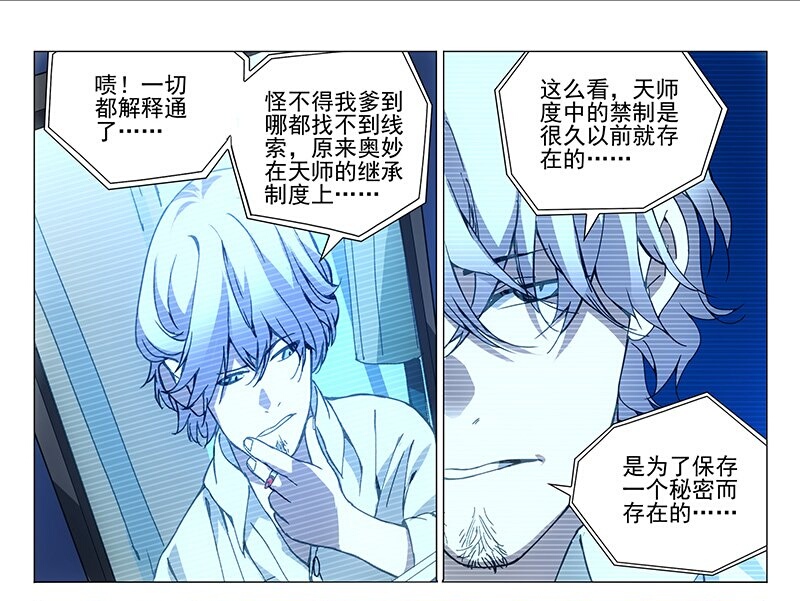 啧！一切
都解释通
了……
怪不得我爹到
哪都找不到线
索，原来奥妙
在天师的继承
制度上……
这么看，天师
度中的禁制是
很久以前就存
在的……
是为了保存
一个秘密而
存在的……